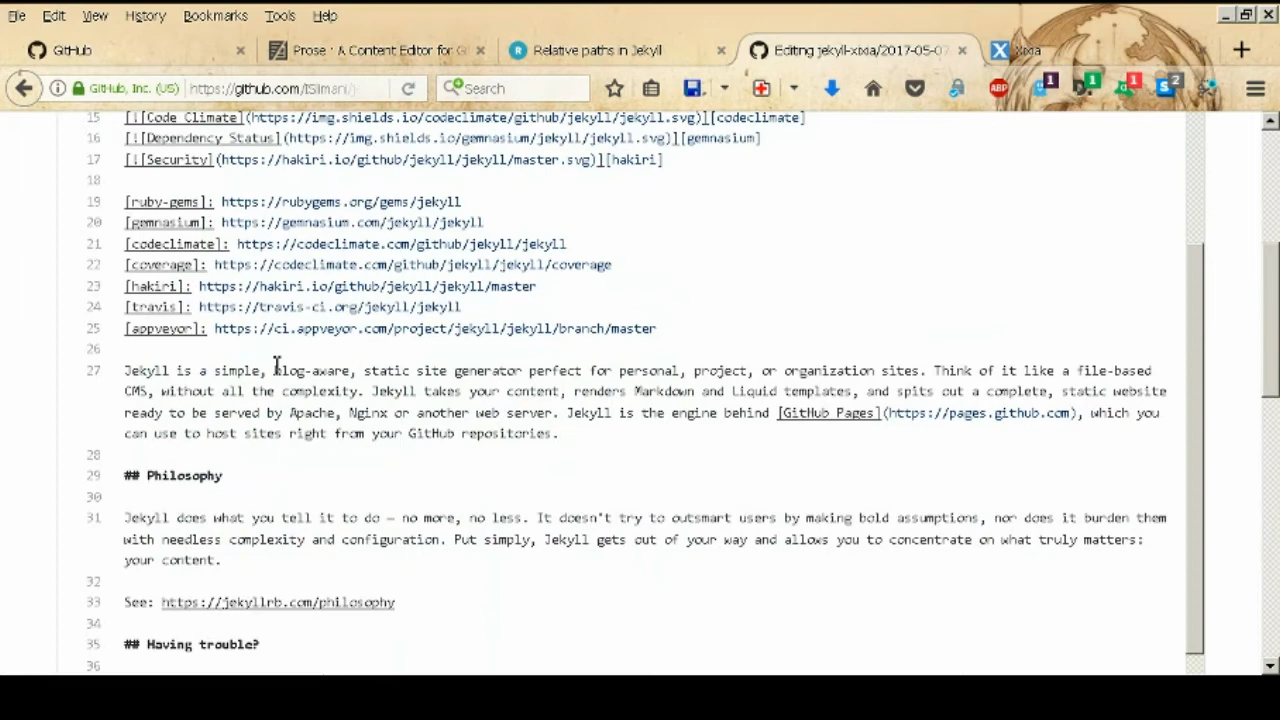 File Edit View History Bookmarks Tools Help
GitHub × Prose · A Content Editor for G × Relative paths in Jekyll × Editing jekyll-xixia/2017-05-07 × Xixia × +
GitHub, Inc. (US) https://github.com/ Search ABP 1 1 1 2
15 [![Code Climate](https://img.shields.io/codeclimate/github/jekyll/jekyll.svg)][codeclimate]
16 [![Dependency Status](https://img.shields.io/gemnasium/jekyll/jekyll.svg)][gemnasium]
17 [![Security](https://hakiri.io/github/jekyll/jekyll/master.svg)][hakiri]
18
19 [ruby-gems]: https://rubygems.org/gems/jekyll
20 [gemnasium]: https://gemnasium.com/jekyll/jekyll
21 [codeclimate]: https://codeclimate.com/github/jekyll/jekyll
22 [coverage]: https://codeclimate.com/github/jekyll/jekyll/coverage
23 [hakiri]: https://hakiri.io/github/jekyll/jekyll/master
24 [travis]: https://travis-ci.org/jekyll/jekyll
25 [appveyor]: https://ci.appveyor.com/project/jekyll/jekyll/branch/master
26
27 Jekyll is a simple, blog-aware, static site generator perfect for personal, project, or organization sites. Think of it like a file-based
CMS, without all the complexity. Jekyll takes your content, renders Markdown and Liquid templates, and spits out a complete, static website
ready to be served by Apache, Nginx or another web server. Jekyll is the engine behind [GitHub Pages](https://pages.github.com), which you
can use to host sites right from your GitHub repositories.
28
29 ## Philosophy
30
31 Jekyll does what you tell it to do — no more, no less. It doesn't try to outsmart users by making bold assumptions, nor does it burden them
with needless complexity and configuration. Put simply, Jekyll gets out of your way and allows you to concentrate on what truly matters:
your content.
32
33 See: https://jekyllrb.com/philosophy
34
35 ## Having trouble?
36